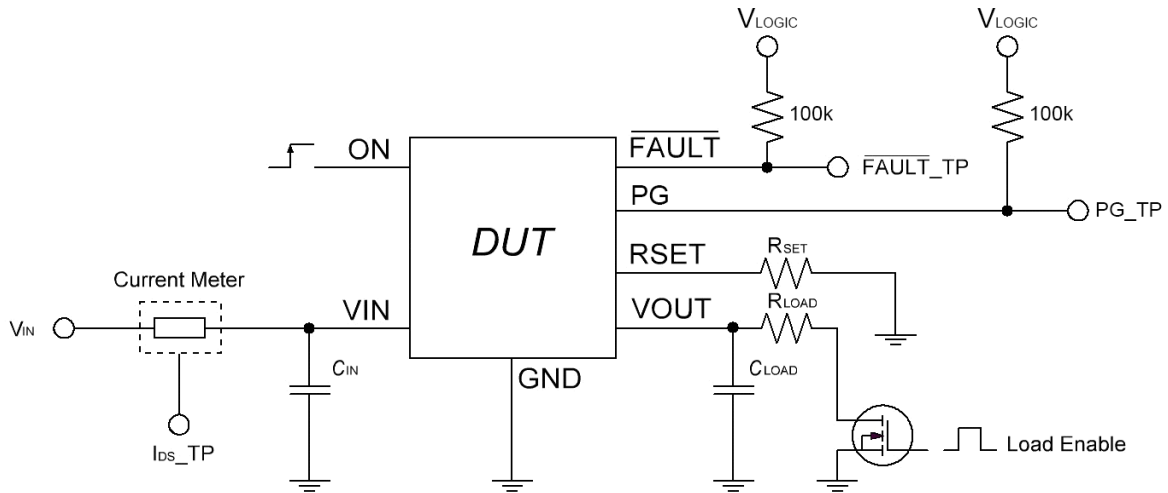 VLOGIC
VLOGIC
100k
100k
ON
FAULT
FAULT_TP
PG
PG_TP
DUT
RSET
RSET
Current Meter
VIN
VIN
VOUT
RLOAD
CIN
GND
CLOAD
IDS_TP
Load Enable